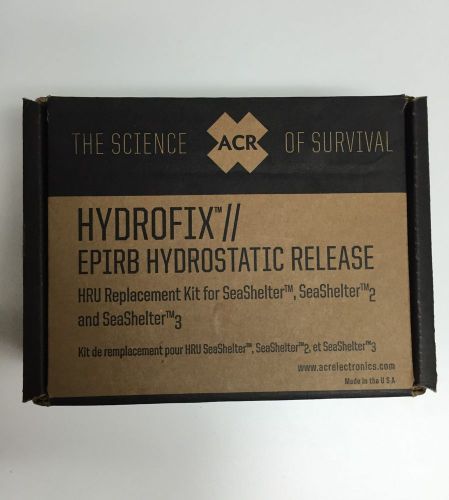 THE SCIENCE ACR OF SURVIVAL
HYDROFIX™//
EPIRB HYDROSTATIC RELEASE
HRU Replacement Kit for SeaShelter™, SeaShelter™2
and SeaShelter™3
Kit de remplacement pour HRU SeaShelter™, SeaShelter™2, et SeaShelter™3
www.acrelectronics.com
Made in the U S A